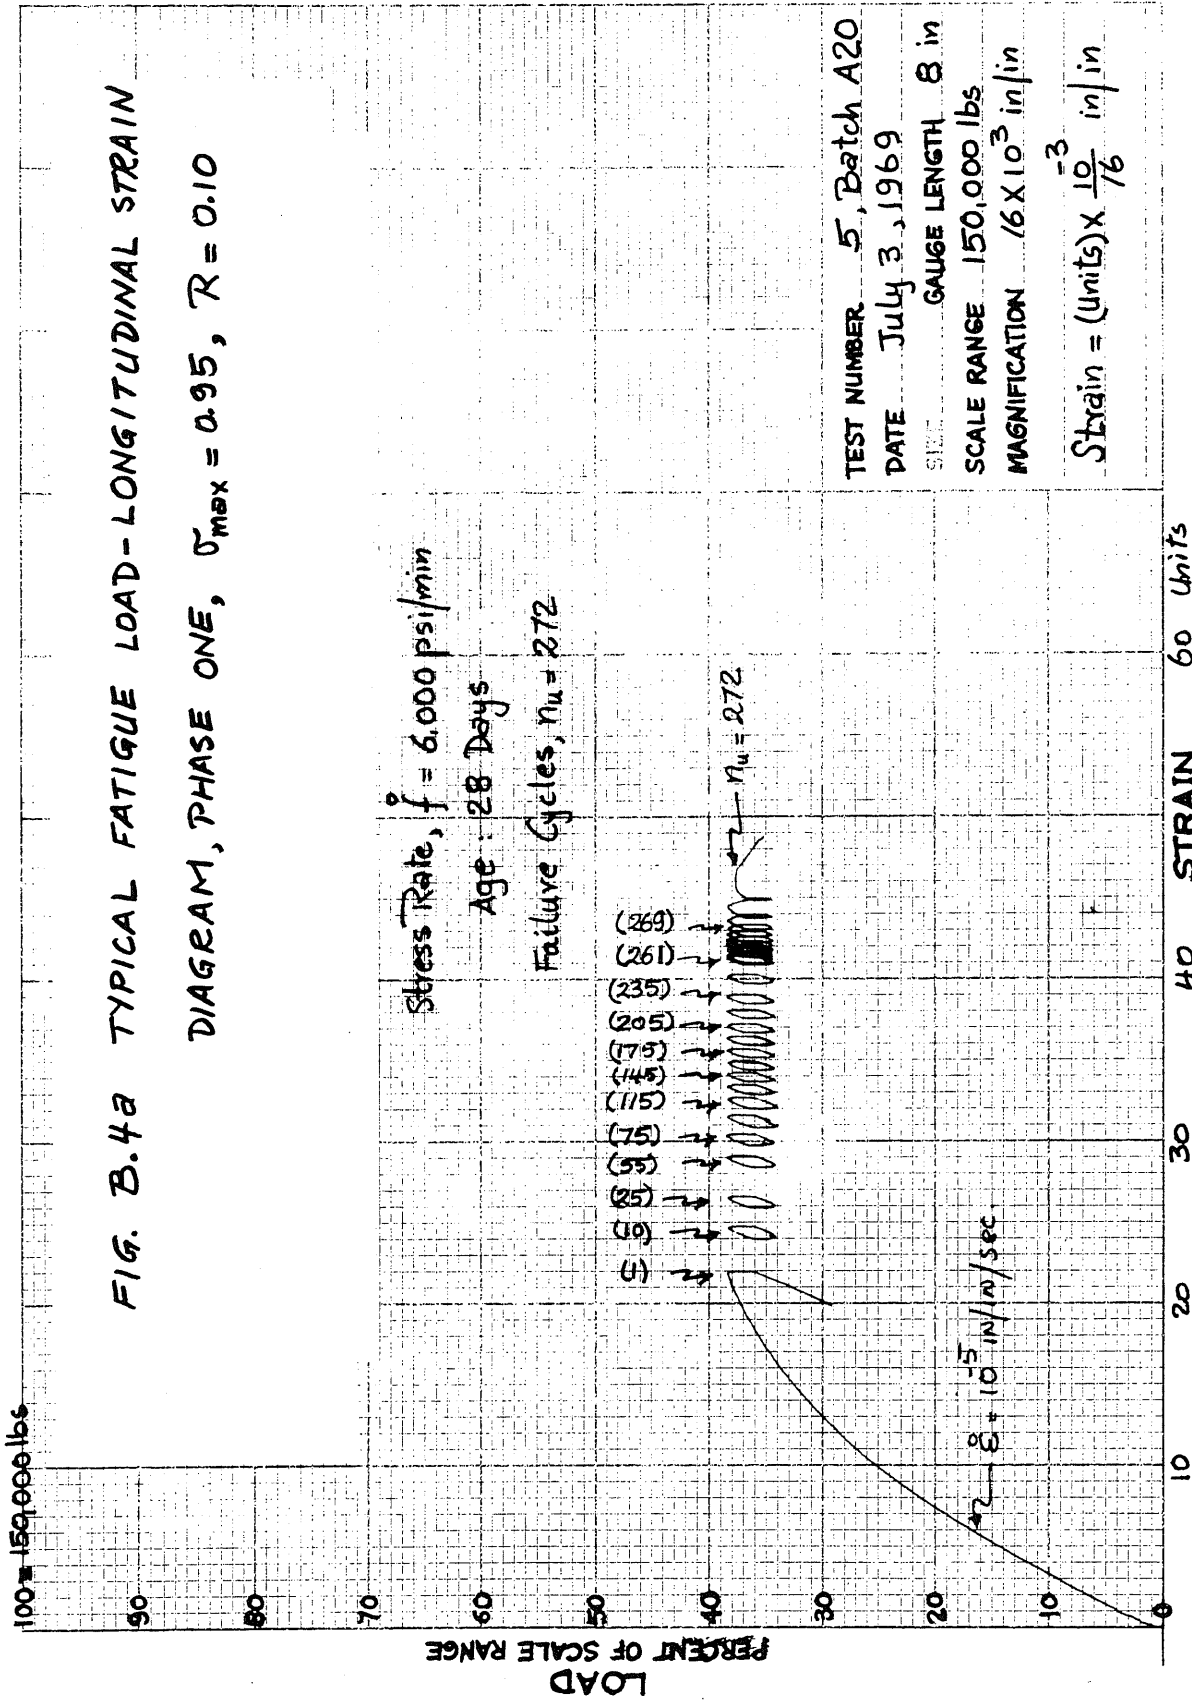 FIG. B.4a TYPICAL FATIGUE LOAD-LONGITUDINAL STRAIN
DIAGRAM, PHASE ONE, σmax = 0.95, R = 0.10
100 = 150,000 lbs
90
80
70
60
50
40
30
20
10
0
LOAD
PERCENT OF SCALE RANGE
Stress Rate, f° = 6,000 psi/min
Age: 28 Days
Failure Cycles, nu = 272
(1)
(10)
(25)
(55)
(75)
(115)
(145)
(175)
(205)
(235)
(261)
(269)
nu = 272
ε° = 10⁻⁵ IN/IN/SEC.
10
20
30
40
STRAIN
60 Units
TEST NUMBER 5, Batch A20
DATE July 3, 1969
SIZE GAUGE LENGTH 8 in
SCALE RANGE 150,000 lbs
MAGNIFICATION 16 X 10³ in/in
Strain = (Units) X 10⁻³/16 in/in